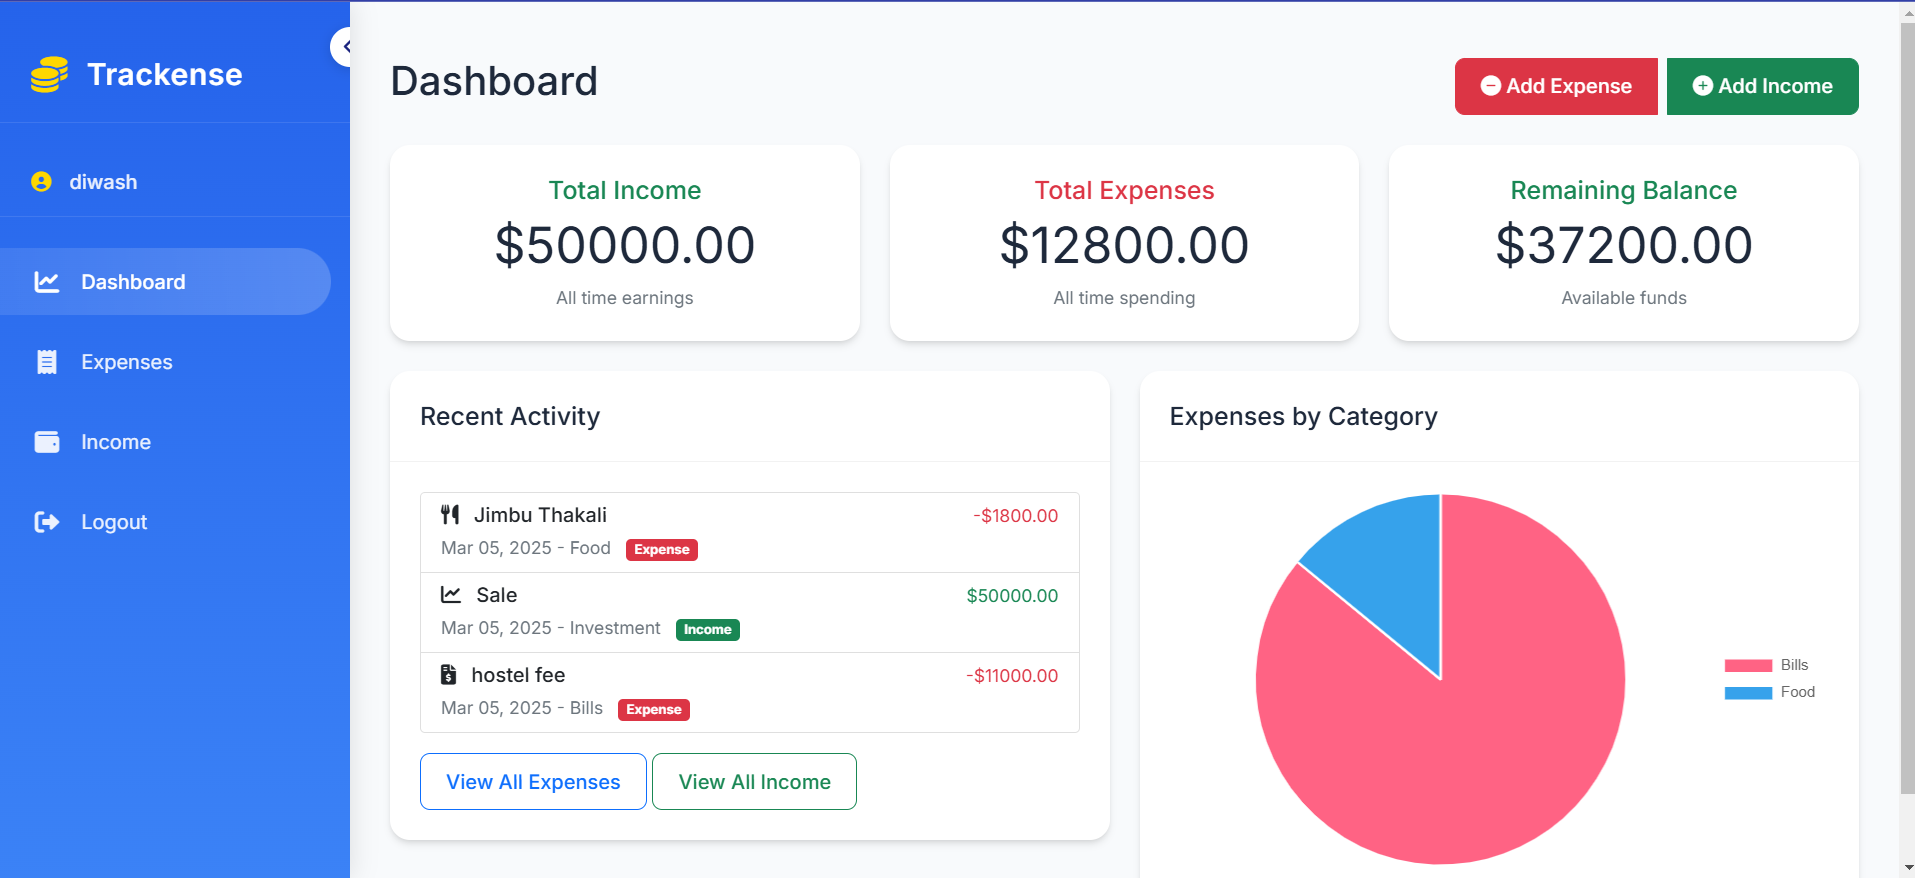 Trackense
diwash
Dashboard
Expenses
Income
Logout
Dashboard
Add Expense
Add Income
Total Income
$50000.00
All time earnings
Total Expenses
$12800.00
All time spending
Remaining Balance
$37200.00
Available funds
Recent Activity
Jimbu Thakali
-$1800.00
Mar 05, 2025 - Food Expense
Sale
$50000.00
Mar 05, 2025 - Investment Income
hostel fee
-$11000.00
Mar 05, 2025 - Bills Expense
View All Expenses
View All Income
Expenses by Category
Bills
Food